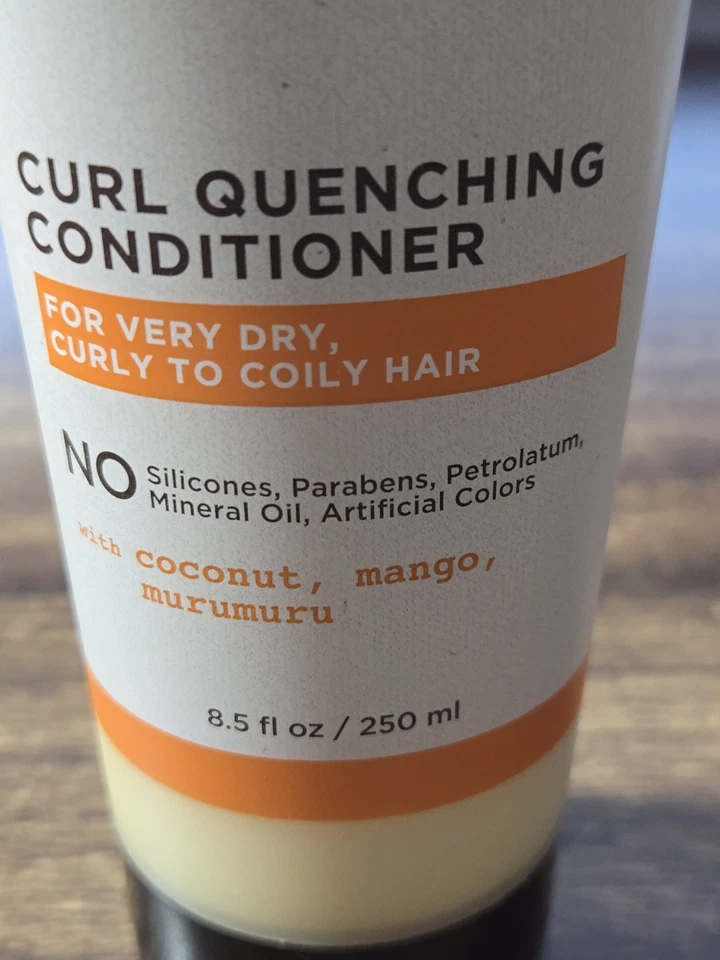 CURL QUENCHING
CONDITIONER
FOR VERY DRY,
CURLY TO COILY HAIR
NO Silicones, Parabens, Petrolatum,
Mineral Oil, Artificial Colors
with coconut, mango,
murumuru
8.5 fl oz / 250 ml